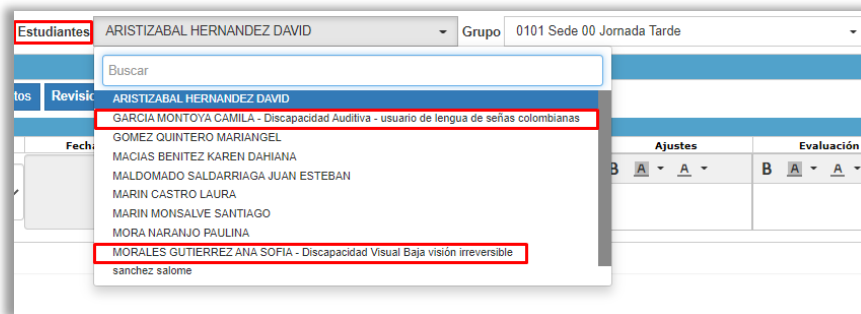 Estudiantes ARISTIZABAL HERNANDEZ DAVID Grupo 0101 Sede 00 Jornada Tarde
Buscar
tos Revisio
ARISTIZABAL HERNANDEZ DAVID
GARCIA MONTOYA CAMILA - Discapacidad Auditiva - usuario de lengua de señas colombianas
GOMEZ QUINTERO MARIANGEL
Fecha Ajustes Evaluación
MACIAS BENITEZ KAREN DAHIANA
B A A B A A
MALDOMADO SALDARRIAGA JUAN ESTEBAN
MARIN CASTRO LAURA
MARIN MONSALVE SANTIAGO
MORA NARANJO PAULINA
MORALES GUTIERREZ ANA SOFIA - Discapacidad Visual Baja visión irreversible
sanchez salome